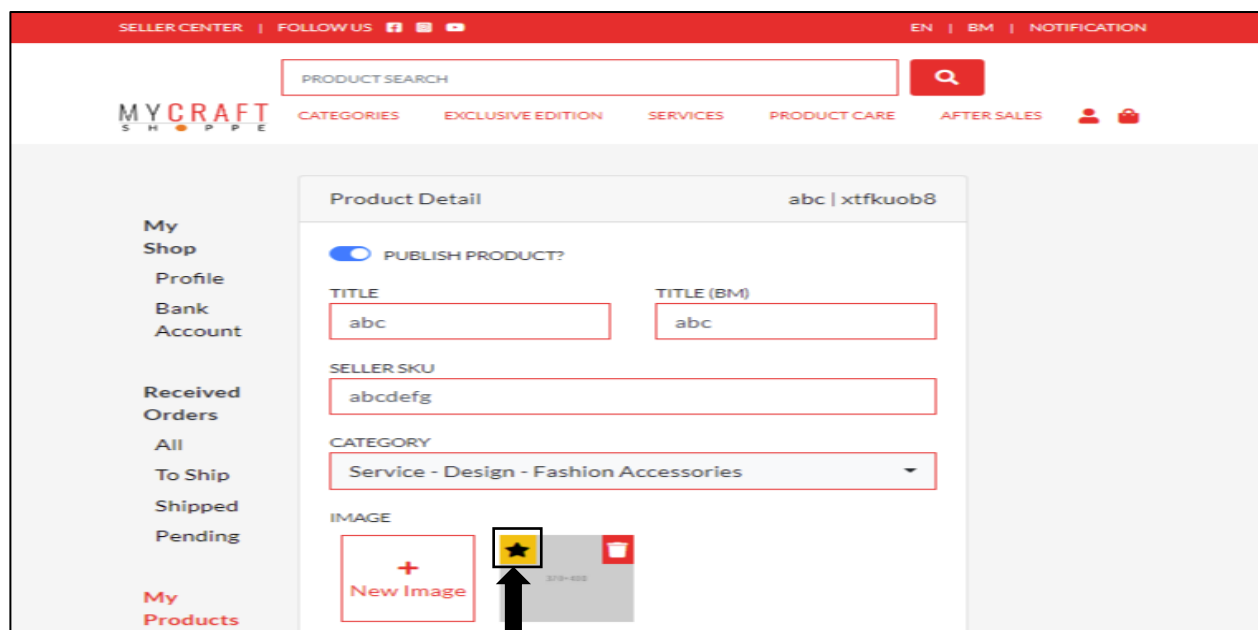 SELLER CENTER | FOLLOW US
EN | BM | NOTIFICATION
PRODUCT SEARCH
MYCRAFT
SHOPPE
CATEGORIES EXCLUSIVE EDITION SERVICES PRODUCT CARE AFTER SALES
My
Shop
Profile
Bank
Account
Received
Orders
All
To Ship
Shipped
Pending
My
Products
Product Detail abc | xtfkuob8
PUBLISH PRODUCT?
TITLE TITLE (BM)
abc abc
SELLER SKU
abcdefg
CATEGORY
Service - Design - Fashion Accessories
IMAGE
+
New Image